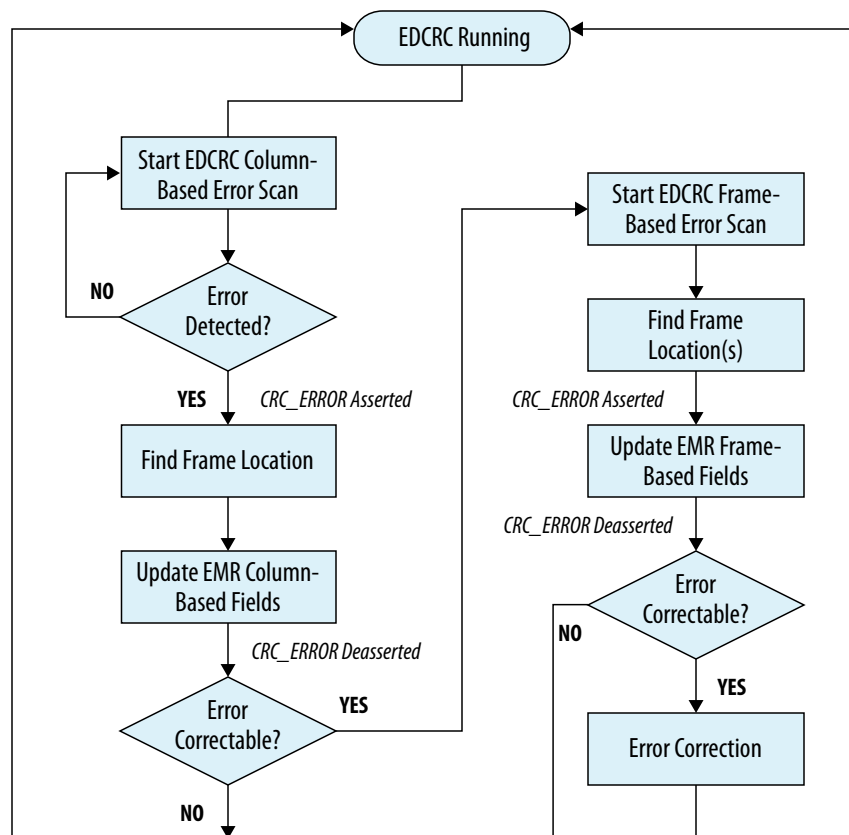 EDCRC Running
Start EDCRC Column-
Based Error Scan
NO
Error
Detected?
YES
CRC_ERROR Asserted
Find Frame Location
Update EMR Column-
Based Fields
CRC_ERROR Deasserted
Error
Correctable?
YES
NO
Start EDCRC Frame-
Based Error Scan
Find Frame
Location(s)
CRC_ERROR Asserted
Update EMR Frame-
Based Fields
CRC_ERROR Deasserted
Error
Correctable?
NO
YES
Error Correction